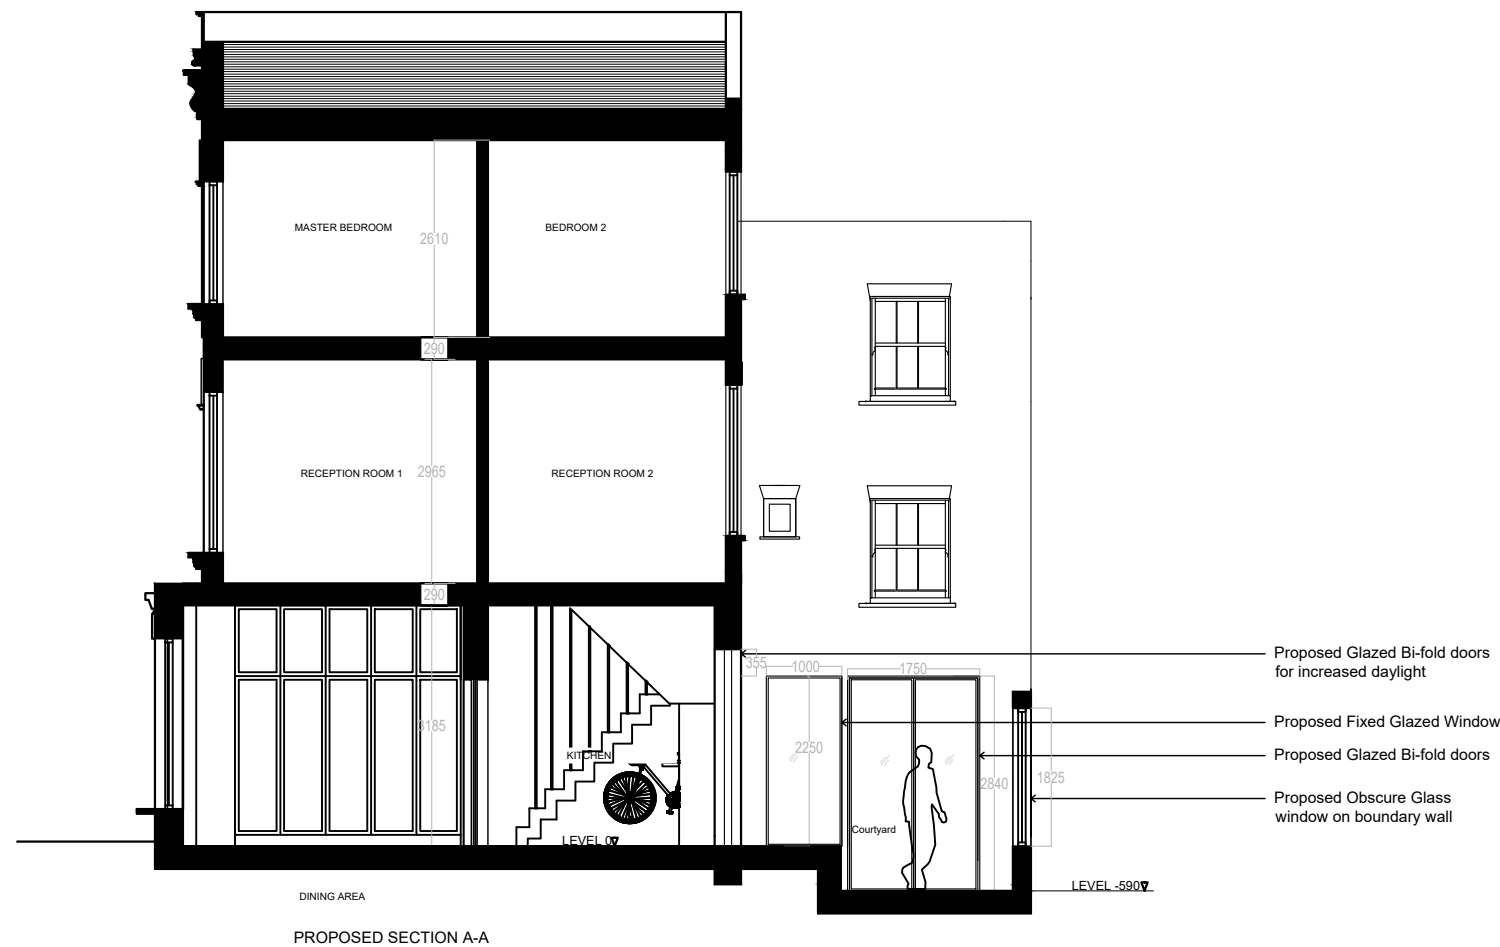 MASTER BEDROOM
2610
BEDROOM 2
290
RECEPTION ROOM 1
2965
RECEPTION ROOM 2
290
Proposed Glazed Bi-fold doors
for increased daylight
355
1000
1750
Proposed Fixed Glazed Window
3185
KITCHEN
2250
Proposed Glazed Bi-fold doors
2840
1825
Proposed Obscure Glass
window on boundary wall
Courtyard
LEVEL 0
LEVEL -590
DINING AREA
PROPOSED SECTION A-A